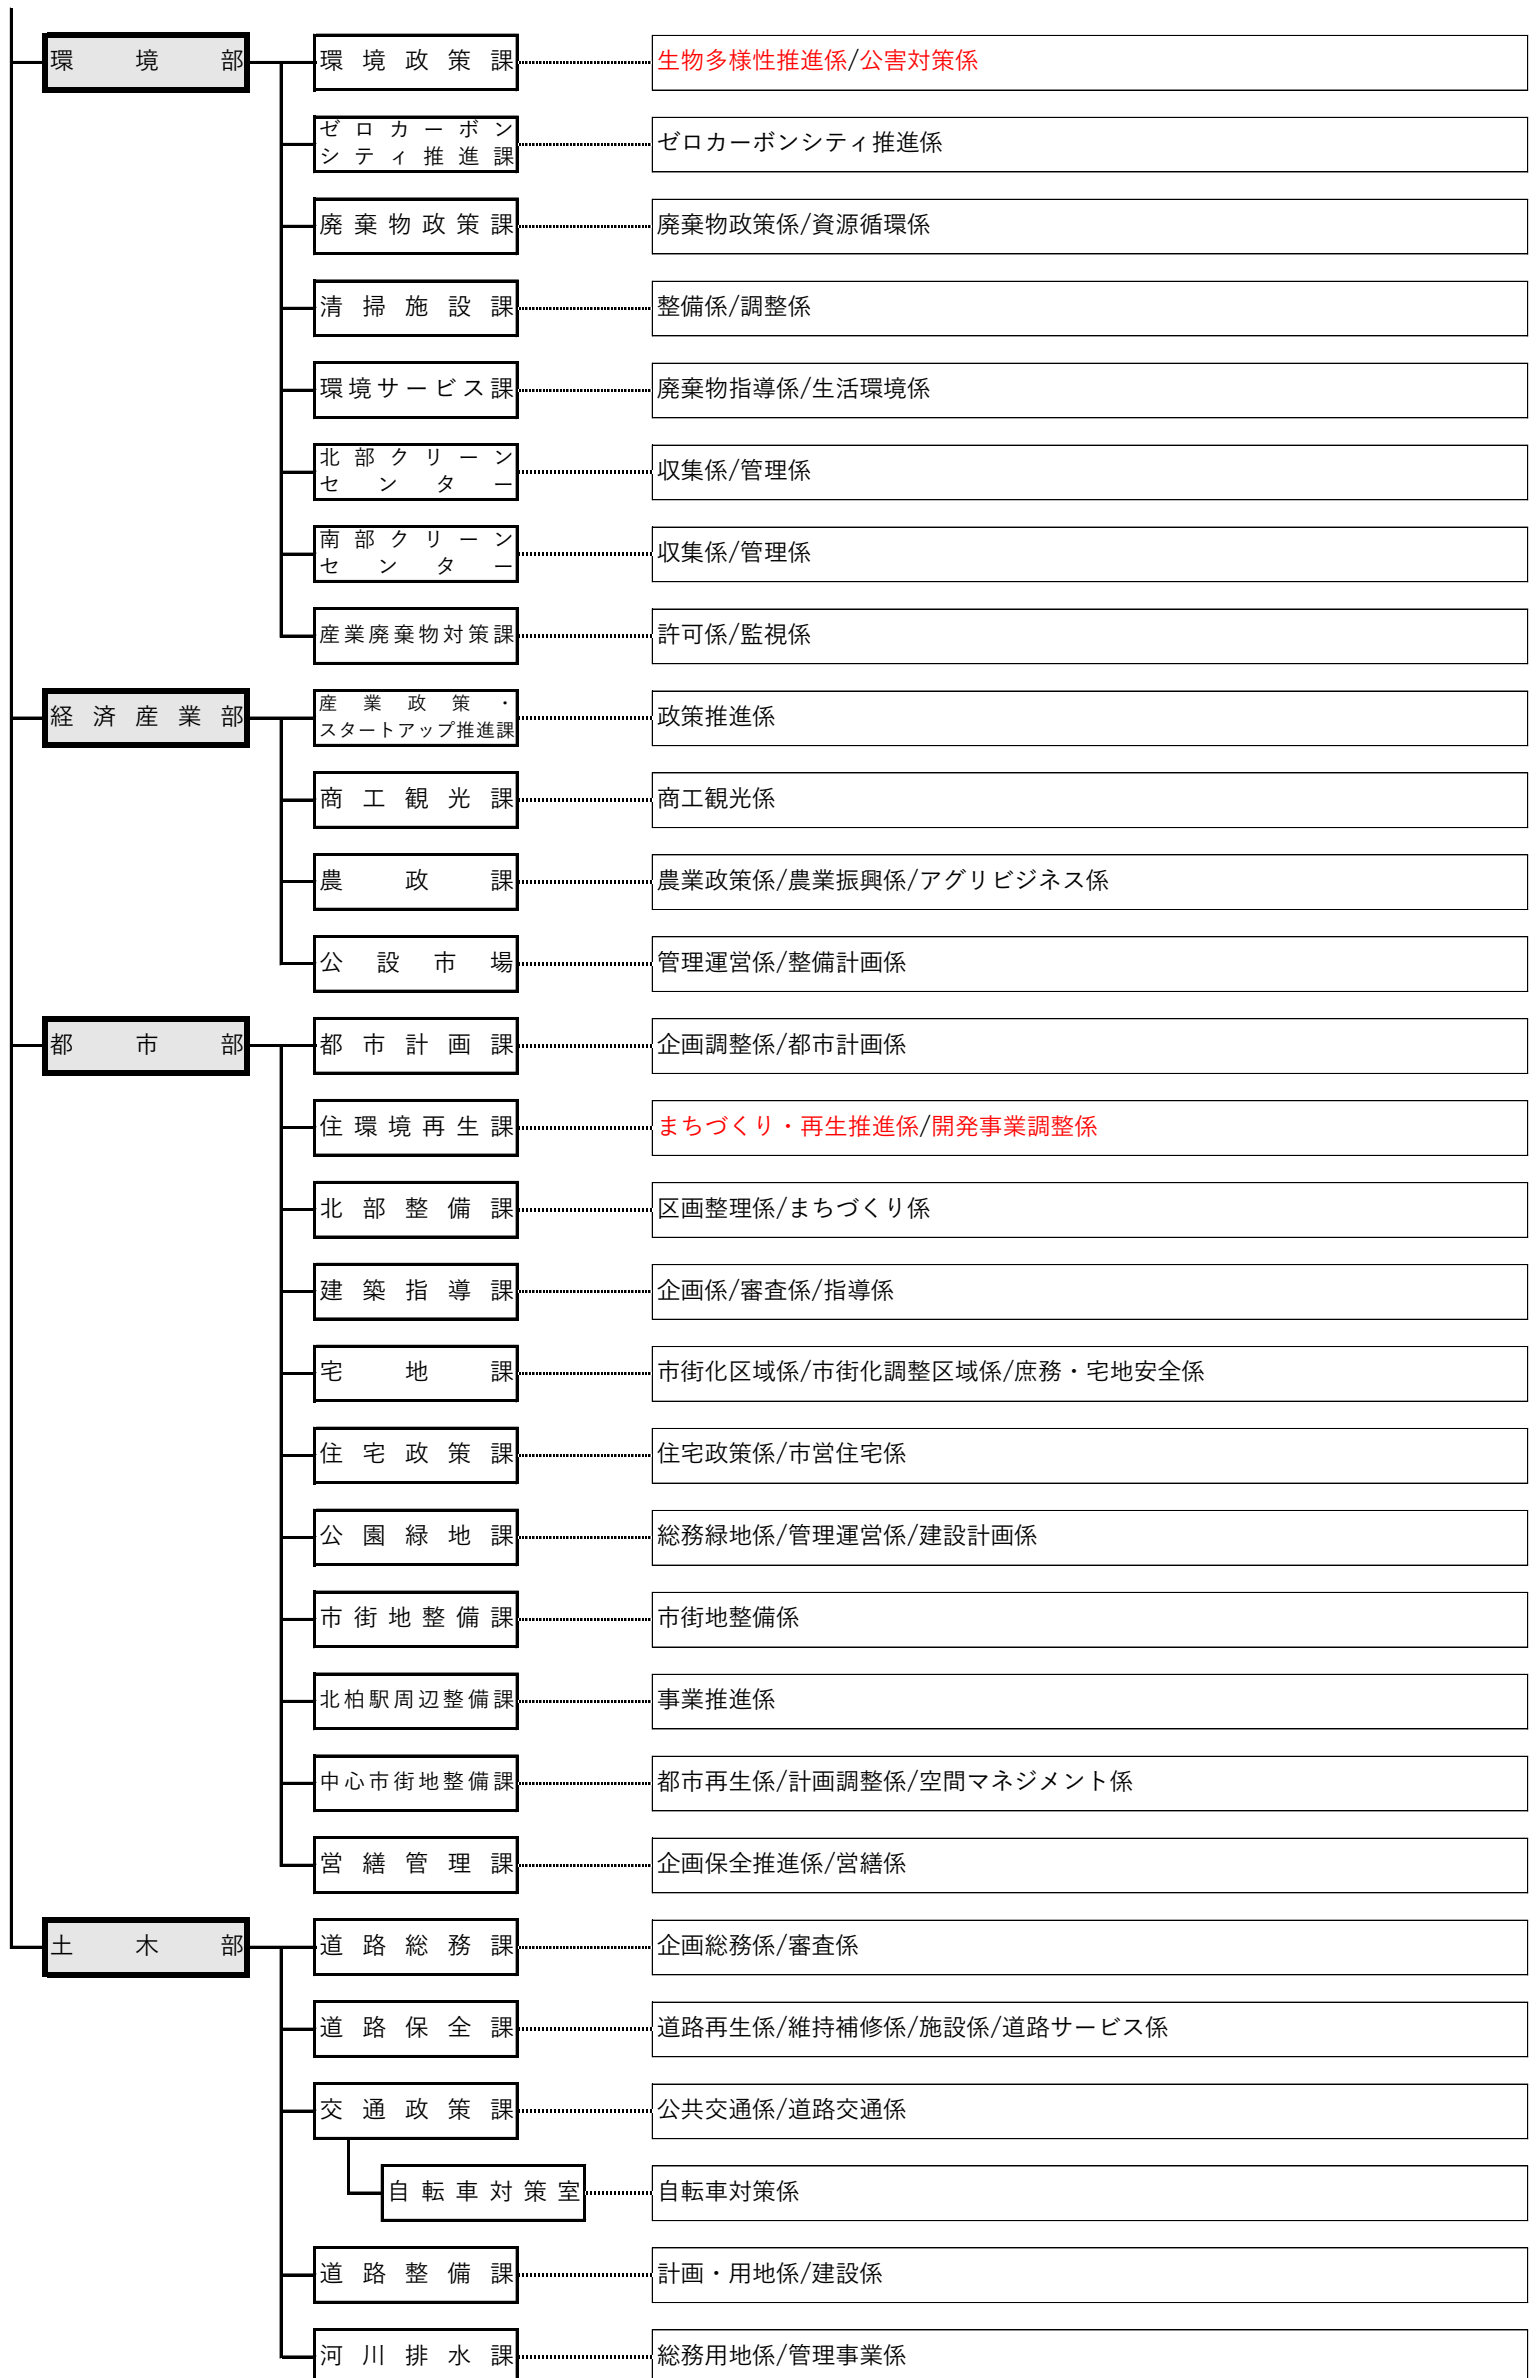 環境部
環境政策課
生物多様性推進係/公害対策係
ゼロカーボン
シティ推進課
ゼロカーボンシティ推進係
廃棄物政策課
廃棄物政策係/資源循環係
清掃施設課
整備係/調整係
環境サービス課
廃棄物指導係/生活環境係
北部クリーン
センター
収集係/管理係
南部クリーン
センター
収集係/管理係
産業廃棄物対策課
許可係/監視係
経済産業部
産業政策・
スタートアップ推進課
政策推進係
商工観光課
商工観光係
農政課
農業政策係/農業振興係/アグリビジネス係
公設市場
管理運営係/整備計画係
都市部
都市計画課
企画調整係/都市計画係
住環境再生課
まちづくり・再生推進係/開発事業調整係
北部整備課
区画整理係/まちづくり係
建築指導課
企画係/審査係/指導係
宅地課
市街化区域係/市街化調整区域係/庶務・宅地安全係
住宅政策課
住宅政策係/市営住宅係
公園緑地課
総務緑地係/管理運営係/建設計画係
市街地整備課
市街地整備係
北柏駅周辺整備課
事業推進係
中心市街地整備課
都市再生係/計画調整係/空間マネジメント係
営繕管理課
企画保全推進係/営繕係
土木部
道路総務課
企画総務係/審査係
道路保全課
道路再生係/維持補修係/施設係/道路サービス係
交通政策課
公共交通係/道路交通係
自転車対策室
自転車対策係
道路整備課
計画・用地係/建設係
河川排水課
総務用地係/管理事業係